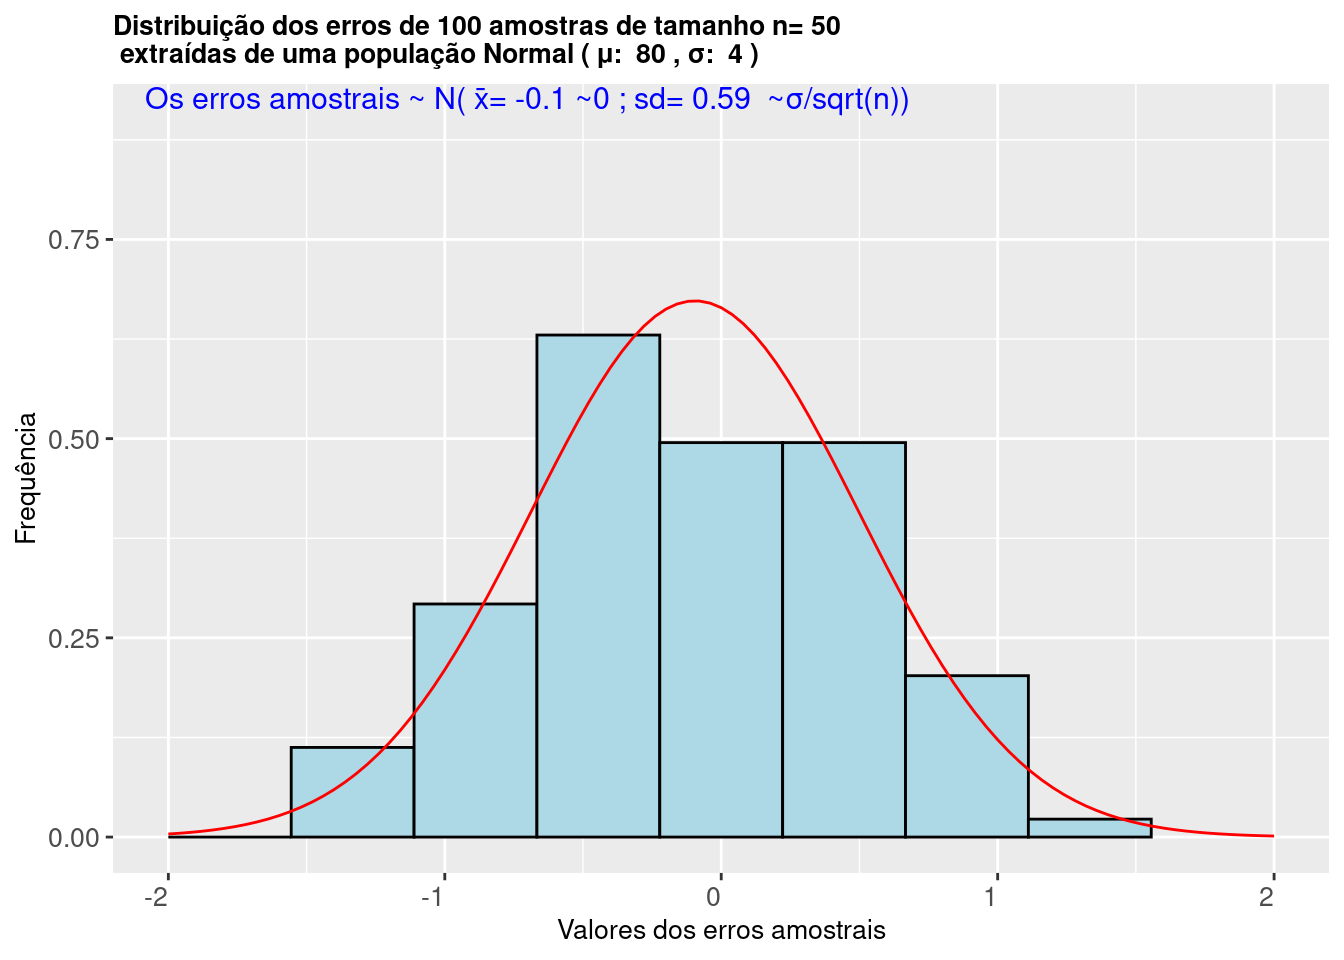 Distribuição dos erros de 100 amostras de tamanho n= 50
extraídas de uma população Normal ( μ:  80 , σ:  4 )
Os erros amostrais ~ N( x̄= -0.1 ~0 ; sd= 0.59  ~σ/sqrt(n))
Frequência
0.75
0.50
0.25
0.00
-2
-1
0
1
2
Valores dos erros amostrais